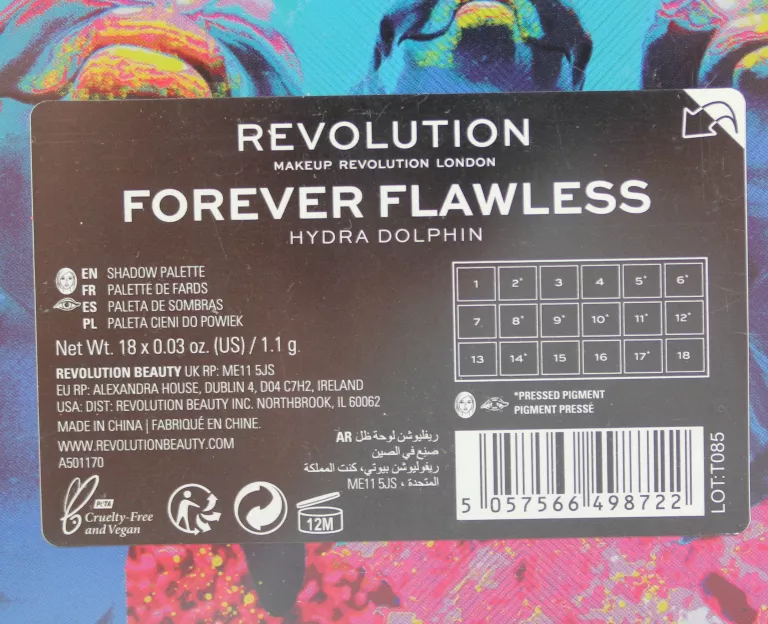 REVOLUTION
MAKEUP REVOLUTION LONDON
FOREVER FLAWLESS
HYDRA DOLPHIN
EN SHADOW PALETTE
FR PALETTE DE FARDS
ES PALETA DE SOMBRAS
PL PALETA CIENI DO POWIEK
Net Wt. 18 x 0.03 oz. (US) / 1.1 g.
REVOLUTION BEAUTY UK RP: ME11 5JS
EU RP: ALEXANDRA HOUSE, DUBLIN 4, D04 C7H2, IRELAND
USA: DIST: REVOLUTION BEAUTY INC. NORTHBROOK, IL 60062
MADE IN CHINA | FABRIQUÉ EN CHINE.
WWW.REVOLUTIONBEAUTY.COM
A501170
PETA
Cruelty-Free
and Vegan
12M
1 2* 3 4 5* 6*
7 8* 9* 10* 11* 12*
13 14* 15 16 17* 18
*PRESSED PIGMENT
PIGMENT PRESSÉ
AR ريفليوشن لوحة ظل
صنع في الصين
ريفوليوشن بيوتي، كنت المملكة
المتحدة ، ME11 5JS
5 057566 498722
LOT:T085